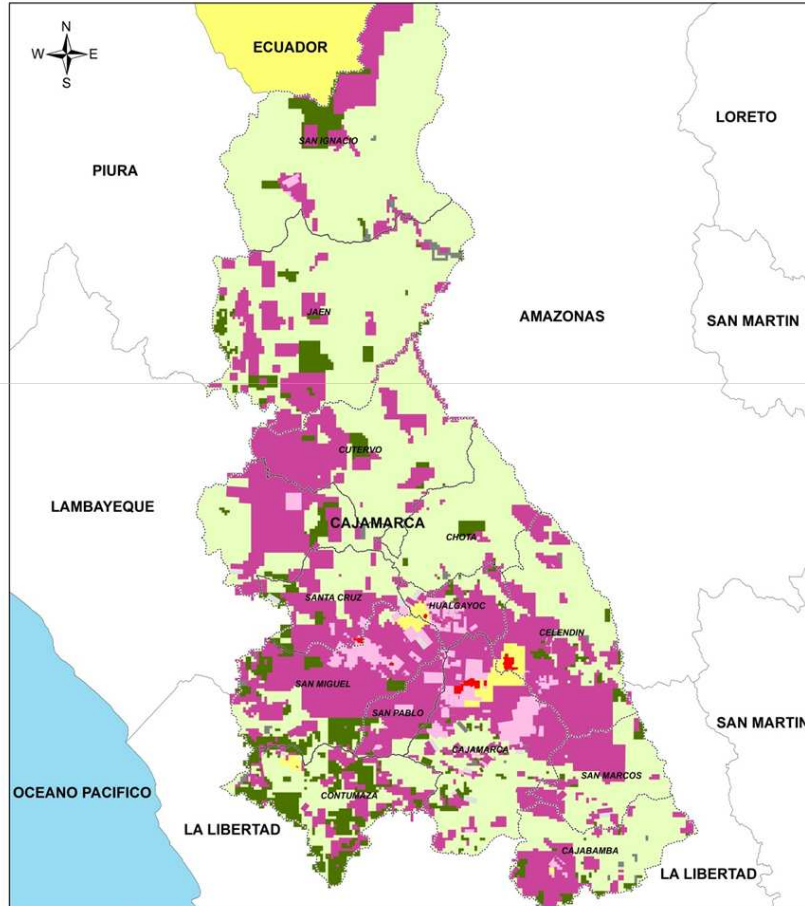 N
ECUADOR
W E
S
LORETO
SAN IGNACIO
PIURA
JAEN
AMAZONAS
SAN MARTIN
CUTERVO
LAMBAYEQUE
CAJAMARCA
CHOTA
SANTA CRUZ
HUALGAYOC
CELENDIN
SAN MIGUEL
SAN PABLO
SAN MARTIN
CAJAMARCA
SAN MARCOS
OCEANO PACIFICO
CONTUMAZA
LA LIBERTAD
CAJABAMBA
LA LIBERTAD